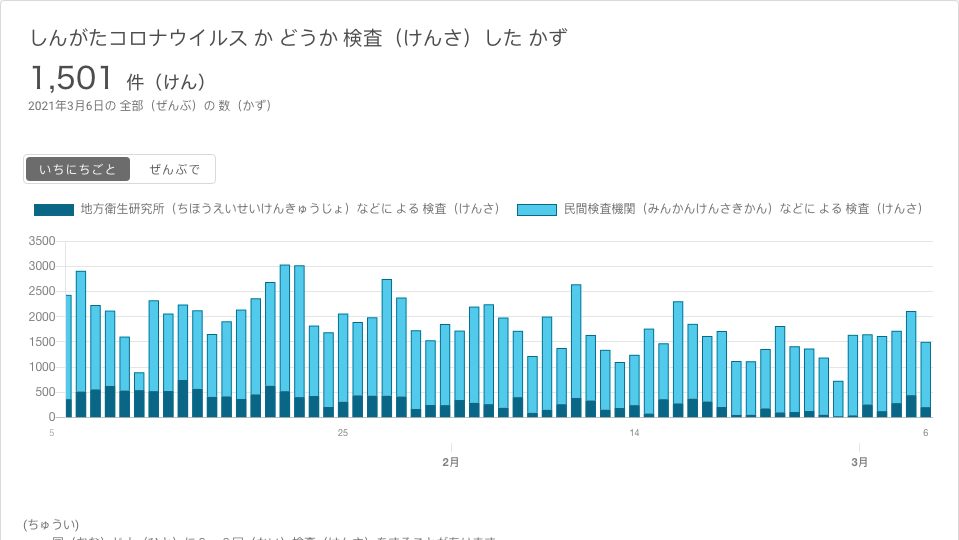 しんがたコロナウイルス か どうか 検査（けんさ）した かず
1,501 件（けん）
2021年3月6日の 全部（ぜんぶ）の 数（かず）
いちにちごと ぜんぶで
地方衛生研究所（ちほうえいせいけんきゅうじょ）などに よる 検査（けんさ） 民間検査機関（みんかんけんさきかん）などに よる 検査（けんさ）
3500
3000
2500
2000
1500
1000
500
0
5 25 14 6
2月 3月
(ちゅうい)